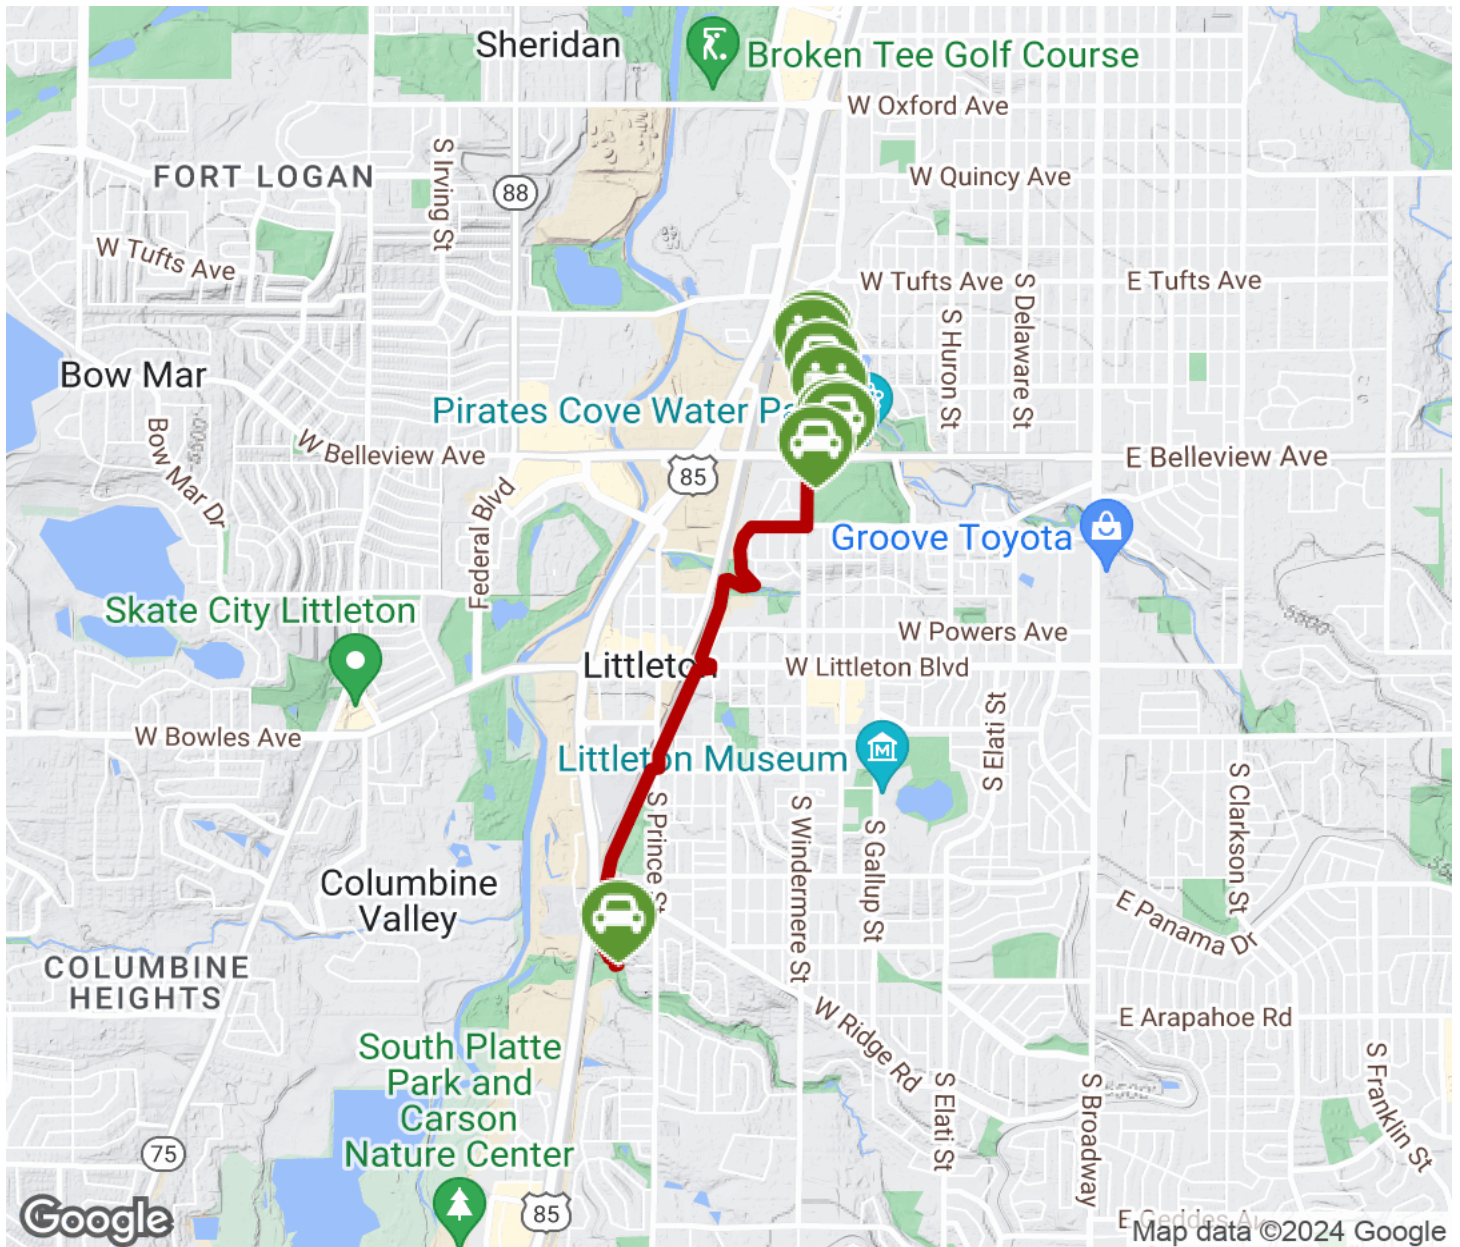 Sheridan
Broken Tee Golf Course
W Oxford Ave
FORT LOGAN
S Irving St
88
W Quincy Ave
W Tufts Ave
W Tufts Ave
E Tufts Ave
S Huron St
S Delaware St
Bow Mar
Pirates Cove Water Pa
Bow Mar Dr
5500
W Belleview Ave
85
E Belleview Ave
Federal Blvd
Groove Toyota
Skate City Littleton
W Powers Ave
Littleton
W Littleton Blvd
W Bowles Ave
S Elati St
Littleton Museum
M
S Prince St
S Windermere St
S Gallup St
S Clarkson St
Columbine
Valley
E Panama Dr
COLUMBINE
HEIGHTS
W Ridge Rd
E Arapahoe Rd
South Platte
Park and
Carson
Nature Center
S Elati St
S Broadway
S Franklin St
75
85
Google
E Geddes Av
Map data ©2024 Google